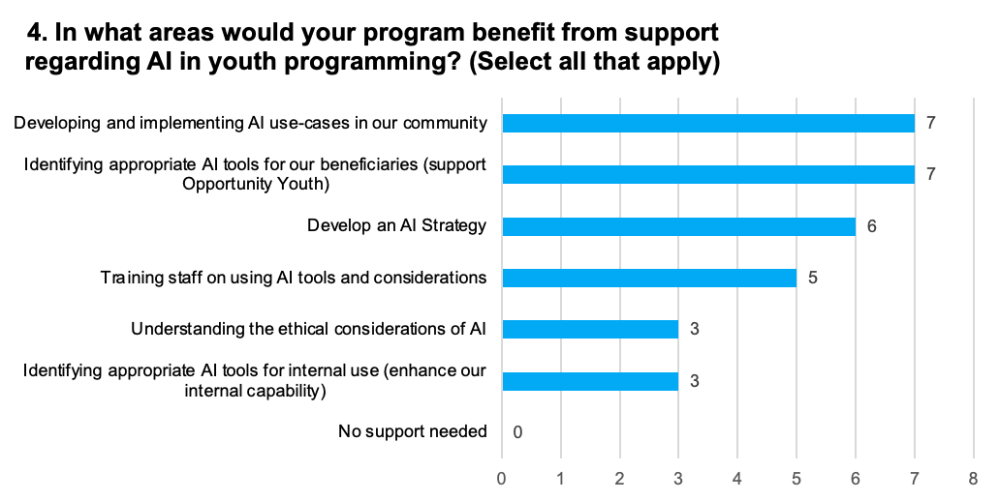 4. In what areas would your program benefit from support
regarding AI in youth programming? (Select all that apply)
Developing and implementing AI use-cases in our community
7
Identifying appropriate AI tools for our beneficiaries (support
Opportunity Youth)
7
Develop an AI Strategy
6
Training staff on using AI tools and considerations
5
Understanding the ethical considerations of AI
3
Identifying appropriate AI tools for internal use (enhance our
internal capability)
3
No support needed
0
0 1 2 3 4 5 6 7 8